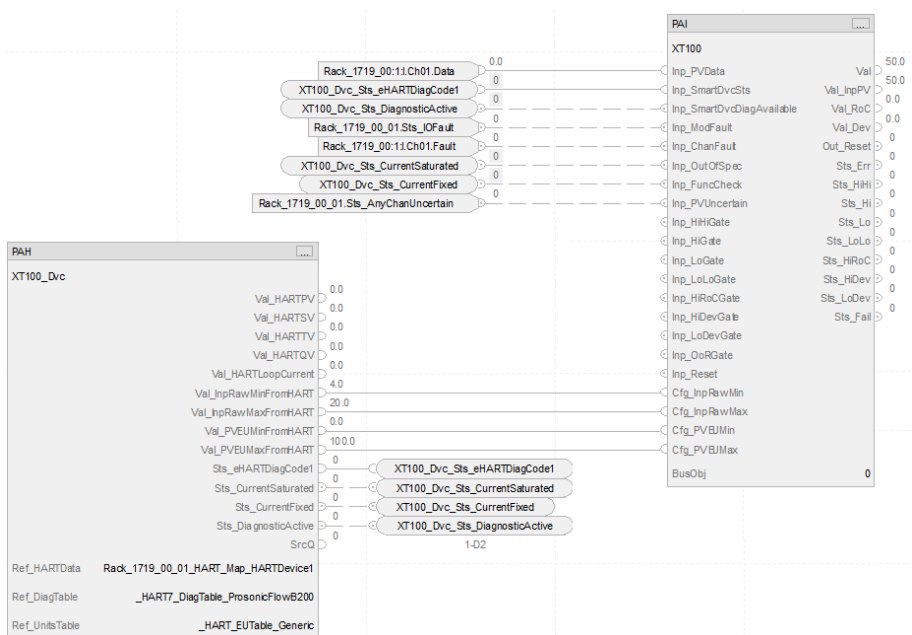 PAI
...
XT100
0.0
Rack_1719_00:1:I.Ch01.Data
Inp_PVData
Val
50.0
0
XT100_Dvc_Sts_eHARTDiagCode1
Inp_SmartDvcSts
Val_InpPV
50.0
0
XT100_Dvc_Sts_DiagnosticActive
Inp_SmartDvcDiagAvailable
Val_RoC
0.0
0
Rack_1719_00_01.Sts_IOFault
Inp_ModFault
Val_Dev
0.0
0
Rack_1719_00:1:I.Ch01.Fault
Inp_ChanFault
Out_Reset
0
0
XT100_Dvc_Sts_CurrentSaturated
Inp_OutOfSpec
Sts_Err
0
0
XT100_Dvc_Sts_CurrentFixed
Inp_FuncCheck
Sts_HiHi
0
0
Rack_1719_00_01.Sts_AnyChanUncertain
Inp_PVUncertain
Sts_Hi
0
Inp_HiHiGate
Sts_Lo
0
Inp_HiGate
Sts_LoLo
0
Inp_LoGate
Sts_HiRoC
0
Inp_LoLoGate
Sts_HiDev
0
Inp_HiRoCGate
Sts_LoDev
0
Inp_HiDevGate
Sts_Fail
0
Inp_LoDevGate
Inp_OoRGate
Inp_Reset
Cfg_InpRawMin
Cfg_InpRawMax
Cfg_PVEUMin
Cfg_PVEUMax
BusObj
0
PAH
...
XT100_Dvc
Val_HARTPV
0.0
Val_HARTSV
0.0
Val_HARTTV
0.0
Val_HARTQV
0.0
Val_HARTLoopCurrent
0.0
Val_InpRawMinFromHART
4.0
Val_InpRawMaxFromHART
20.0
Val_PVEUMinFromHART
0.0
Val_PVEUMaxFromHART
100.0
Sts_eHARTDiagCode1
0
XT100_Dvc_Sts_eHARTDiagCode1
Sts_CurrentSaturated
0
XT100_Dvc_Sts_CurrentSaturated
Sts_CurrentFixed
0
XT100_Dvc_Sts_CurrentFixed
Sts_DiagnosticActive
0
XT100_Dvc_Sts_DiagnosticActive
SrcQ
0
1-D2
Ref_HARTData
Rack_1719_00_01_HART_Map_HARTDevice1
Ref_DiagTable
_HART7_DiagTable_ProsonicFlowB200
Ref_UnitsTable
_HART_EUTable_Generic